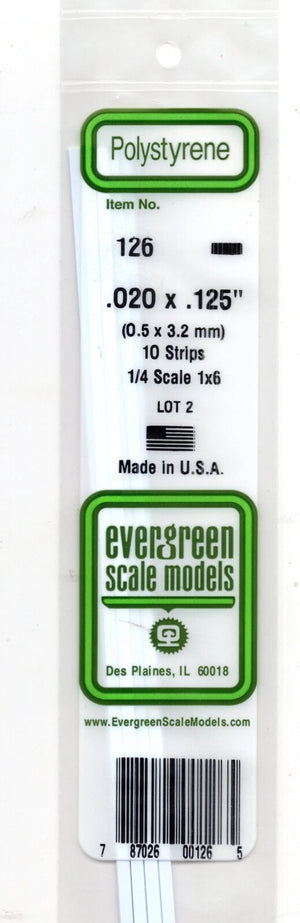 Polystyrene
Item No.
126
.020 x .125"
(0.5 x 3.2 mm)
10 Strips
1/4 Scale 1x6
LOT 2
Made in U.S.A.
evergreen
scale models
Des Plaines, IL 60018
www.EvergreenScaleModels.com
7 87026 00126 5